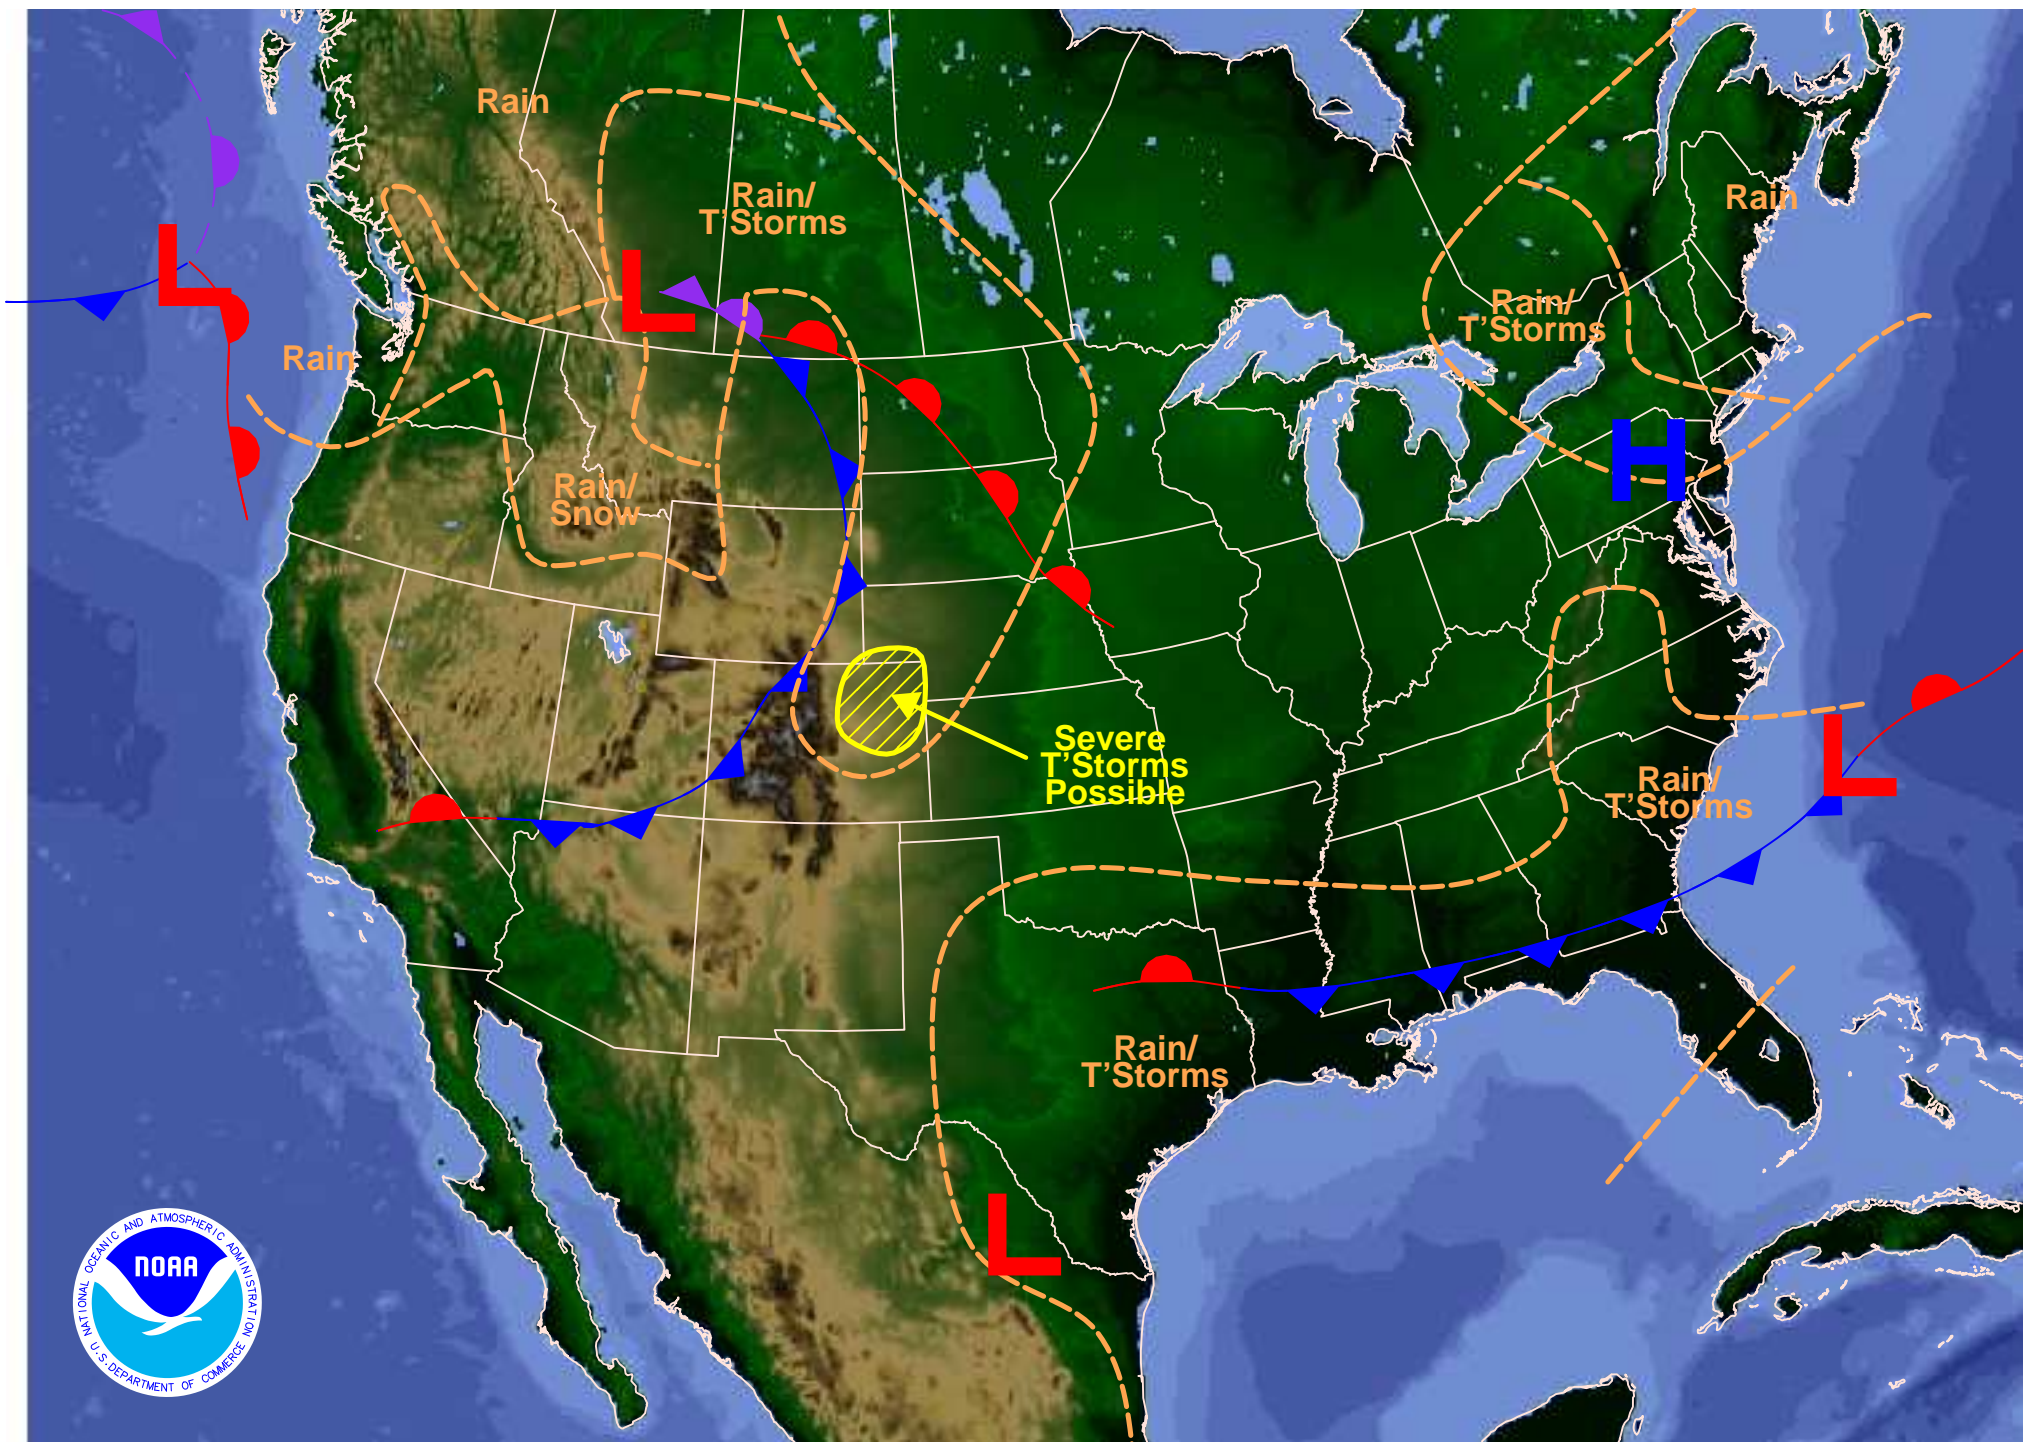 Rain
Rain/
T'Storms
Rain
L
L
Rain/
T'Storms
Rain
H
Rain/
Snow
Severe
T'Storms
Possible
L
Rain/
T'Storms
Rain/
T'Storms
L
NATIONAL OCEANIC AND ATMOSPHERIC ADMINISTRATION
NOAA
U.S. DEPARTMENT OF COMMERCE